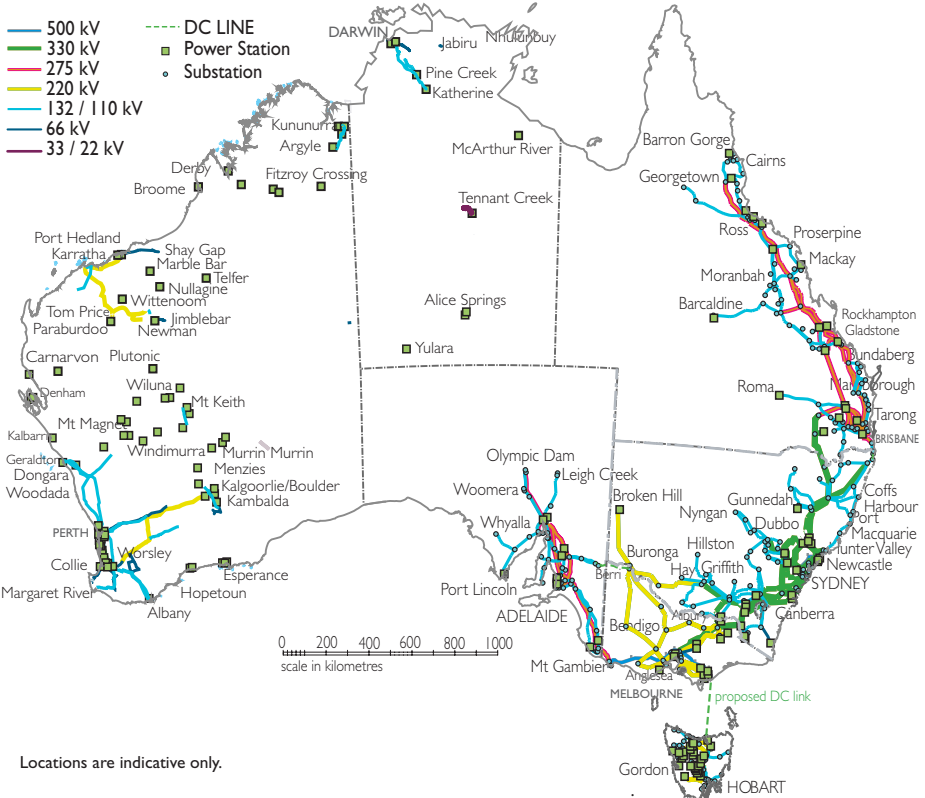 500 kV
330 kV
275 kV
220 kV
132 / 110 kV
66 kV
33 / 22 kV
DC LINE
Power Station
Substation
DARWIN
Jabiru
Nhulunbuy
Pine Creek
Katherine
Kununurra
Argyle
McArthur River
Barron Gorge
Cairns
Georgetown
Derby
Broome
Fitzroy Crossing
Tennant Creek
Ross
Proserpine
Mackay
Port Hedland
Karratha
Shay Gap
Marble Bar
Telfer
Nullagine
Wittenoom
Moranbah
Barcaldine
Alice Springs
Tom Price
Paraburdoo
Jimblebar
Newman
Rockhampton
Gladstone
Yulara
Carnarvon
Plutonic
Bundaberg
Denham
Wiluna
Mt Keith
Roma
Maryborough
Tarong
Mt Magnet
Kalbarri
BRISBANE
Windimurra
Murrin Murrin
Geraldton
Dongara
Woodada
Menzies
Kalgoorlie/Boulder
Kambalda
Olympic Dam
Leigh Creek
Woomera
Broken Hill
Gunnedah
Coffs
Harbour
Nyngan
Port
Macquarie
Whyalla
Dubbo
PERTH
Hunter Valley
Newcastle
Worsley
Collie
Buronga
Hillston
Hay
Griffith
SYDNEY
Esperance
Berri
Margaret River
Hopetoun
Port Lincoln
Albany
ADELAIDE
Canberra
Bendigo
0 200 400 600 800 1000
scale in kilometres
Mt Gambier
Anglesea
MELBOURNE
proposed DC link
Gordon
HOBART
Locations are indicative only.